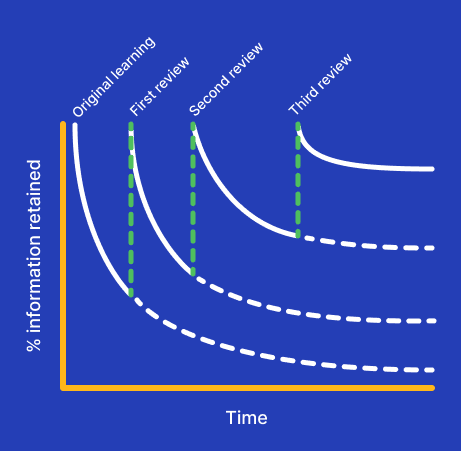 Original learning
First review
Second review
Third review
% information retained
Time